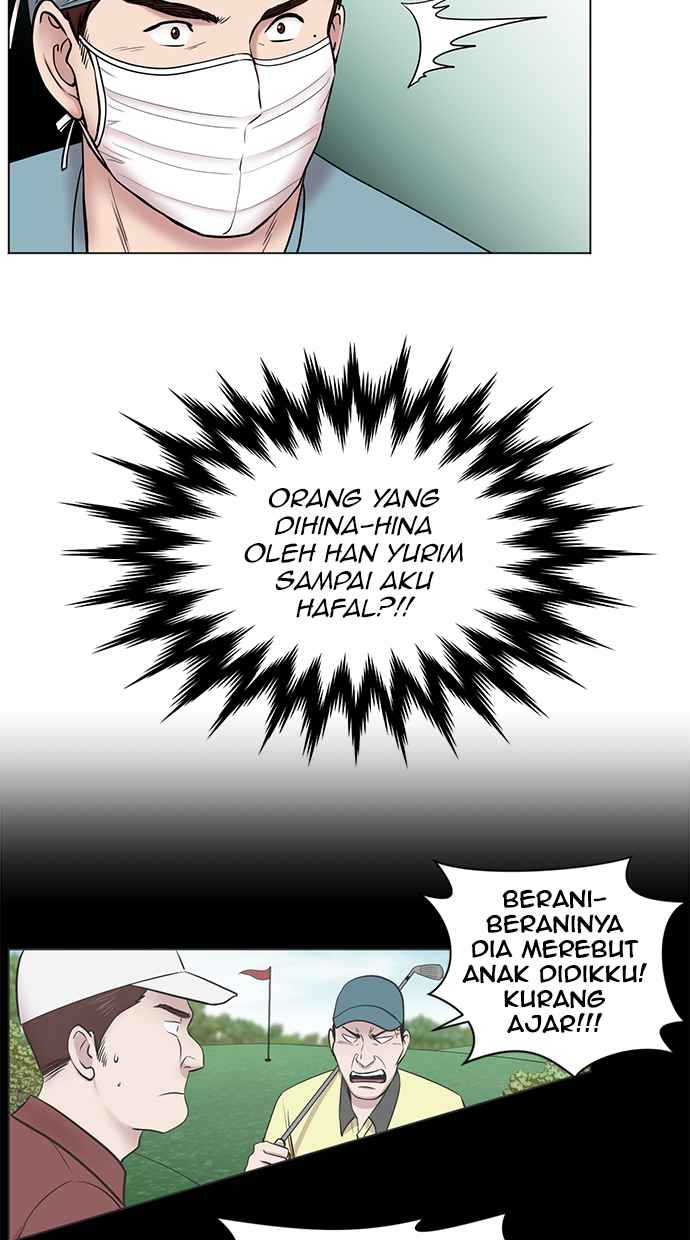 ORANG YANG
DIHINA-HINA
OLEH HAN YURIM
SAMPAI AKU
HAFAL?!!
BERANI-
BERANINYA
DIA MEREBUT
ANAK DIDIKKU!
KURANG
AJAR!!!